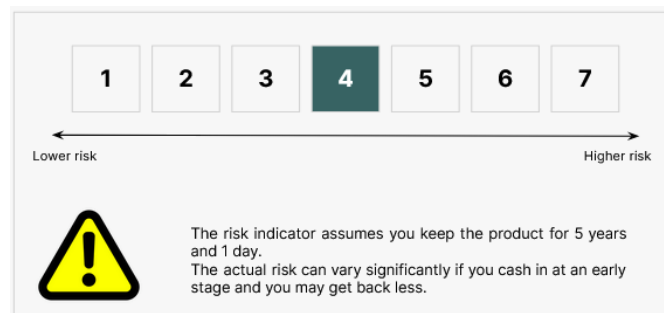 1 2 3 4 5 6 7
Lower risk Higher risk
The risk indicator assumes you keep the product for 5 years
and 1 day.
The actual risk can vary significantly if you cash in at an early
stage and you may get back less.